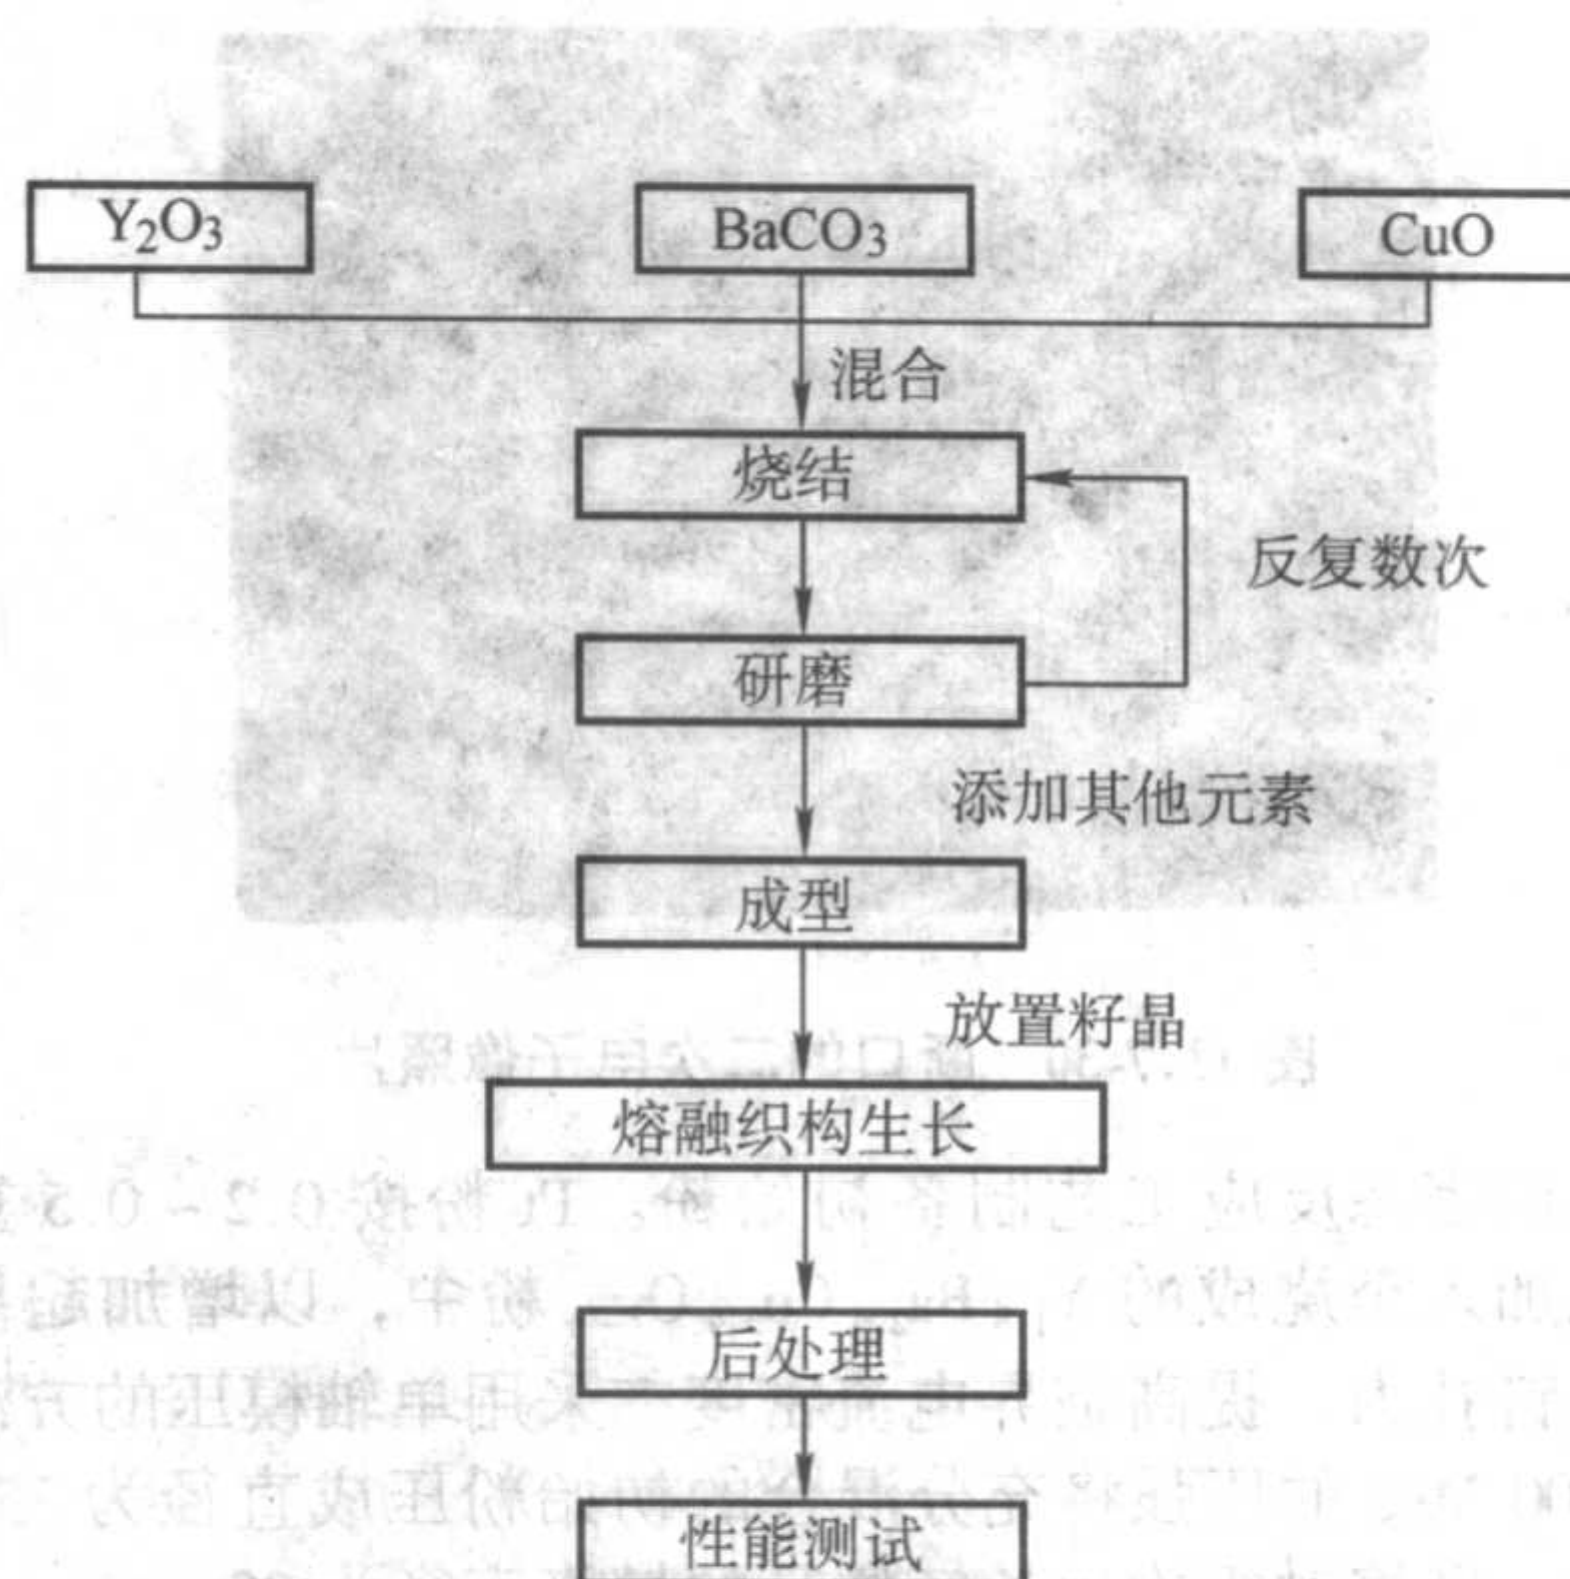 Y₂O₃ BaCO₃ CuO
混合
烧结
反复数次
研磨
添加其他元素
成型
放置籽晶
熔融织构生长
后处理
性能测试